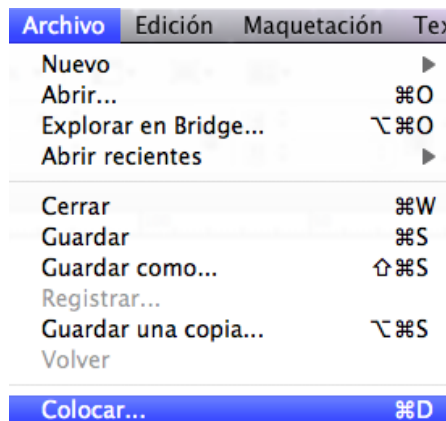 Archivo Edición Maquetación Tex
Nuevo ▶
Abrir... ⌘O
Explorar en Bridge... ⌥⌘O
Abrir recientes ▶
Cerrar ⌘W
Guardar ⌘S
Guardar como... ⇧⌘S
Registrar...
Guardar una copia... ⌥⌘S
Volver
Colocar... ⌘D